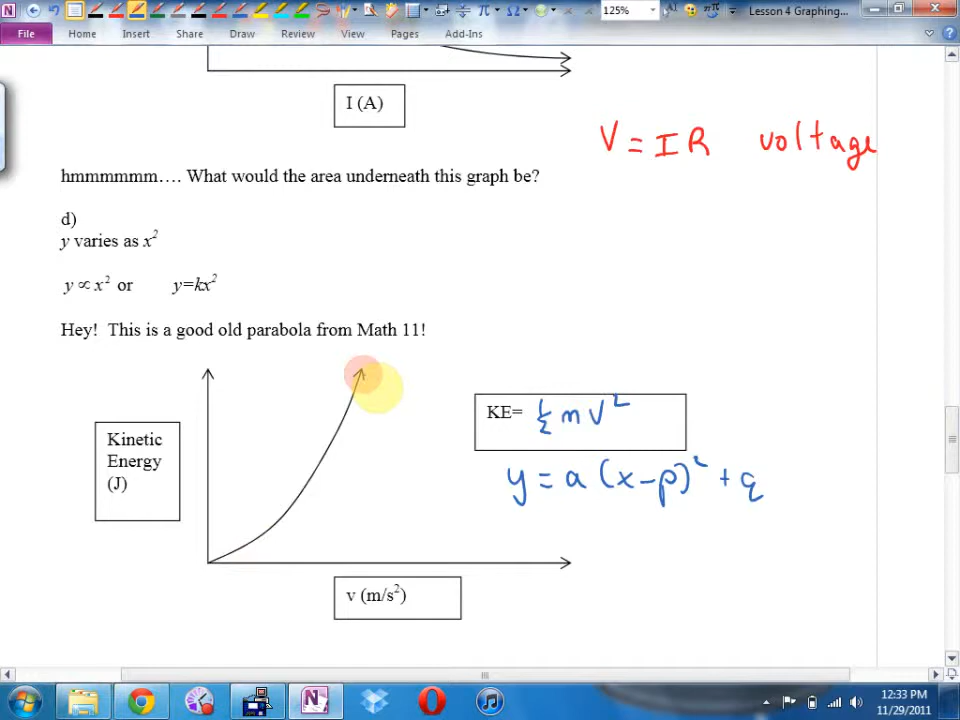 125%
Lesson 4 Graphing...
File Home Insert Share Draw Review View Pages Add-Ins
I (A)
V = IR voltage
hmmmmmm…. What would the area underneath this graph be?
d)
y varies as x²
y ∝ x² or y=kx²
Hey! This is a good old parabola from Math 11!
Kinetic
Energy
(J)
KE= ½ m v²
y = a (x-p)² + q
v (m/s²)
12:33 PM
11/29/2011